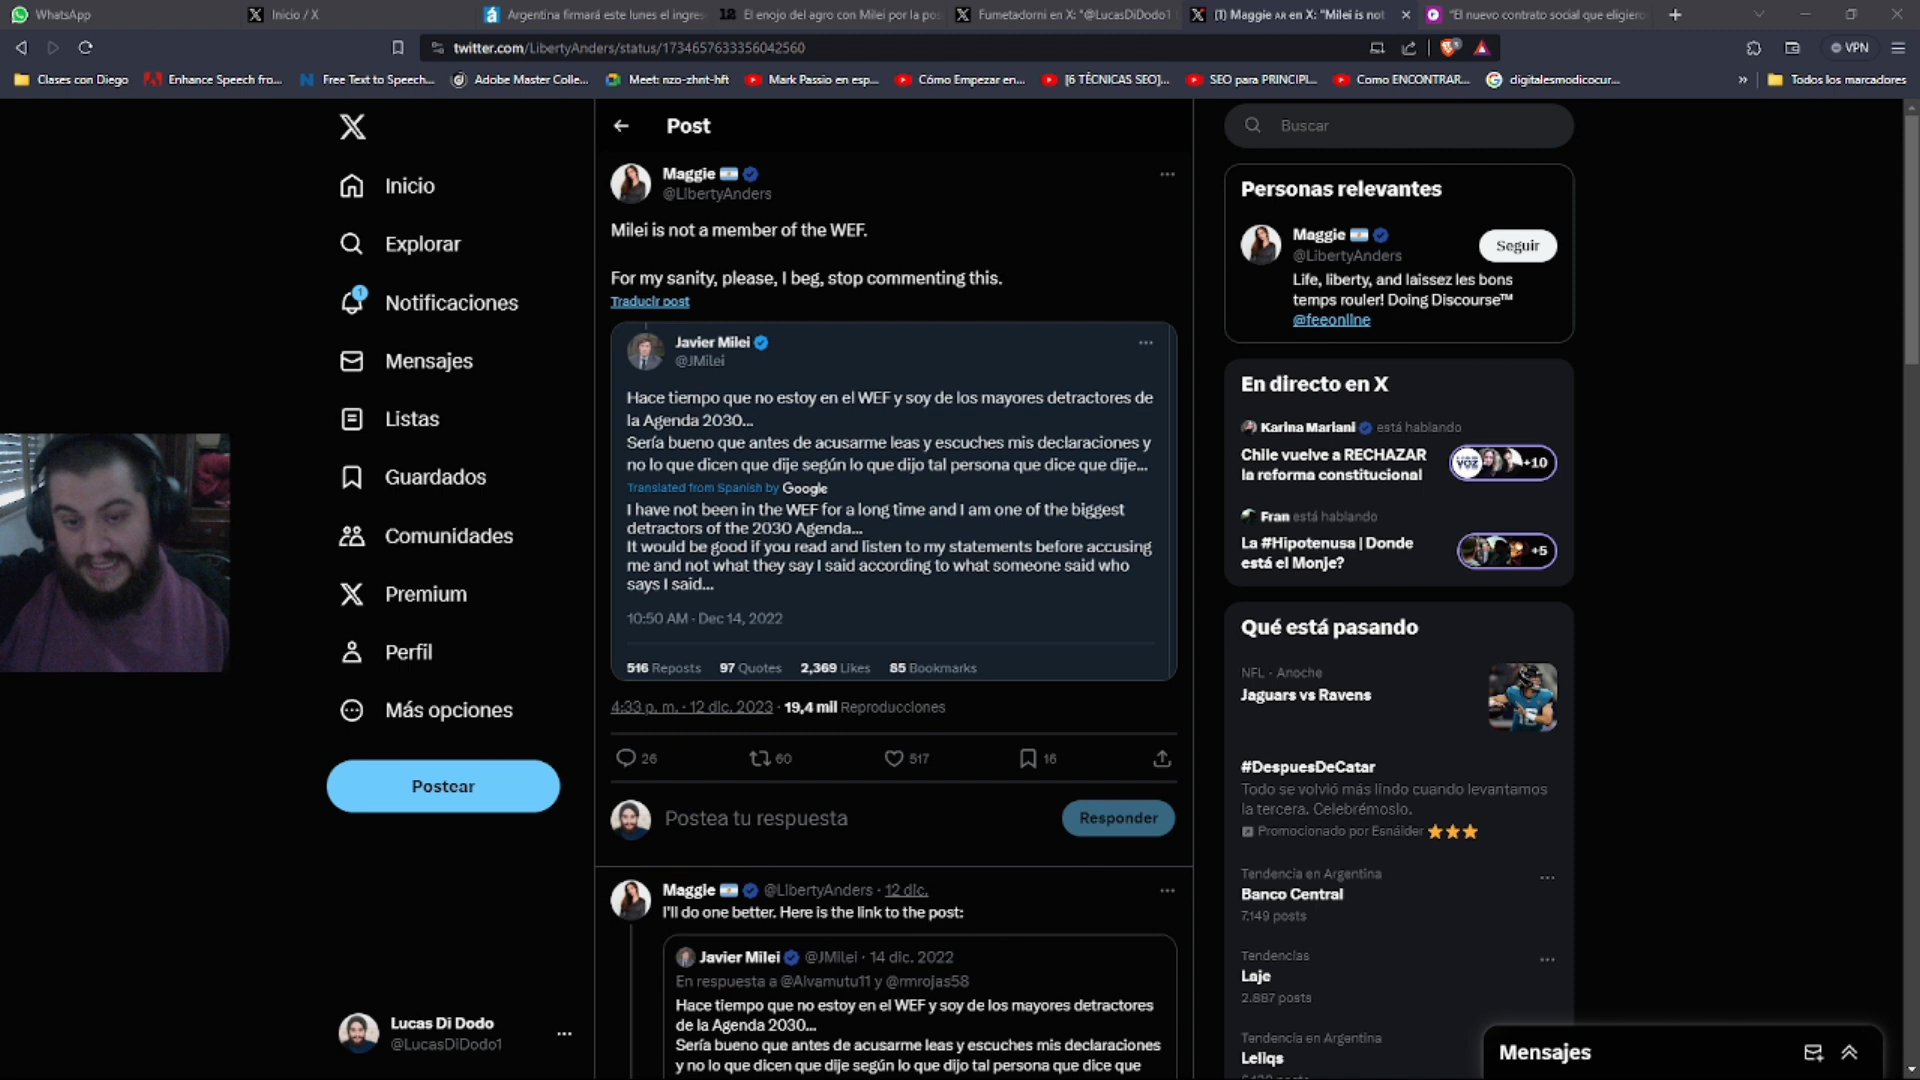 WhatsApp
Inicio / X
Argentina firmará este lunes el ingres
El enojo del agro con Milei por la pos
Fumetadorni en X: "@LucasDiDodo1
(1) Maggie AR en X: "Milei is not
"El nuevo contrato social que eligiero
twitter.com/LibertyAnders/status/1734657633356042560
VPN
Clases con Diego
Enhance Speech fro...
Free Text to Speech...
Adobe Master Colle...
Meet: nzo-zhnt-hft
Mark Passio en esp...
Cómo Empezar en...
[6 TÉCNICAS SEO]...
SEO para PRINCIPI...
Como ENCONTRAR...
digitalesmodicocur...
Todos los marcadores
Inicio
Explorar
1
Notificaciones
Mensajes
Listas
Guardados
Comunidades
Premium
Perfil
Más opciones
Postear
Lucas Di Dodo
@LucasDiDodo1
Post
Maggie
@LIbertyAnders
Milei is not a member of the WEF.
For my sanity, please, I beg, stop commenting this.
Traducir post
Javier Milei
@JMilei
Hace tiempo que no estoy en el WEF y soy de los mayores detractores de
la Agenda 2030...
Sería bueno que antes de acusarme leas y escuches mis declaraciones y
no lo que dicen que dije según lo que dijo tal persona que dice que dije...
Translated from Spanish by Google
I have not been in the WEF for a long time and I am one of the biggest
detractors of the 2030 Agenda...
It would be good if you read and listen to my statements before accusing
me and not what they say I said according to what someone said who
says I said...
10:50 AM · Dec 14, 2022
516 Reposts 97 Quotes 2,369 Likes 85 Bookmarks
4:33 p. m. · 12 dic. 2023 · 19,4 mil Reproducciones
26
60
517
16
Postea tu respuesta
Responder
Maggie @LIbertyAnders · 12 dic.
I'll do one better. Here is the link to the post:
Javier Milei @JMilei · 14 dic. 2022
En respuesta a @Alvamutu11 y @rmrojas58
Hace tiempo que no estoy en el WEF y soy de los mayores detractores
de la Agenda 2030...
Sería bueno que antes de acusarme leas y escuches mis declaraciones
y no lo que dicen que dije según lo que dijo tal persona que dice que
Buscar
Personas relevantes
Maggie
@LIbertyAnders
Seguir
Life, liberty, and laissez les bons
temps rouler! Doing Discourse™
@feeonline
En directo en X
Karina Mariani está hablando
Chile vuelve a RECHAZAR
la reforma constitucional
VOZ
+10
Fran está hablando
La #Hipotenusa | Donde
está el Monje?
+5
Qué está pasando
NFL · Anoche
Jaguars vs Ravens
#DespuesDeCatar
Todo se volvió más lindo cuando levantamos
la tercera. Celebrémoslo.
Promocionado por Esnáider
Tendencia en Argentina
Banco Central
7.149 posts
Tendencias
Laje
2.887 posts
Tendencia en Argentina
Leliqs
Mensajes